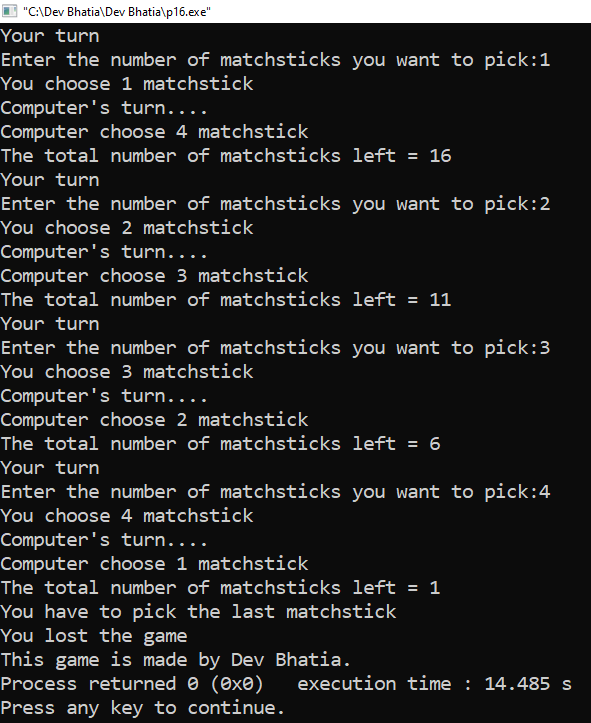 "C:\Dev Bhatia\Dev Bhatia\p16.exe"
Your turn
Enter the number of matchsticks you want to pick:1
You choose 1 matchstick
Computer's turn....
Computer choose 4 matchstick
The total number of matchsticks left = 16
Your turn
Enter the number of matchsticks you want to pick:2
You choose 2 matchstick
Computer's turn....
Computer choose 3 matchstick
The total number of matchsticks left = 11
Your turn
Enter the number of matchsticks you want to pick:3
You choose 3 matchstick
Computer's turn....
Computer choose 2 matchstick
The total number of matchsticks left = 6
Your turn
Enter the number of matchsticks you want to pick:4
You choose 4 matchstick
Computer's turn....
Computer choose 1 matchstick
The total number of matchsticks left = 1
You have to pick the last matchstick
You lost the game
This game is made by Dev Bhatia.
Process returned 0 (0x0)   execution time : 14.485 s
Press any key to continue.